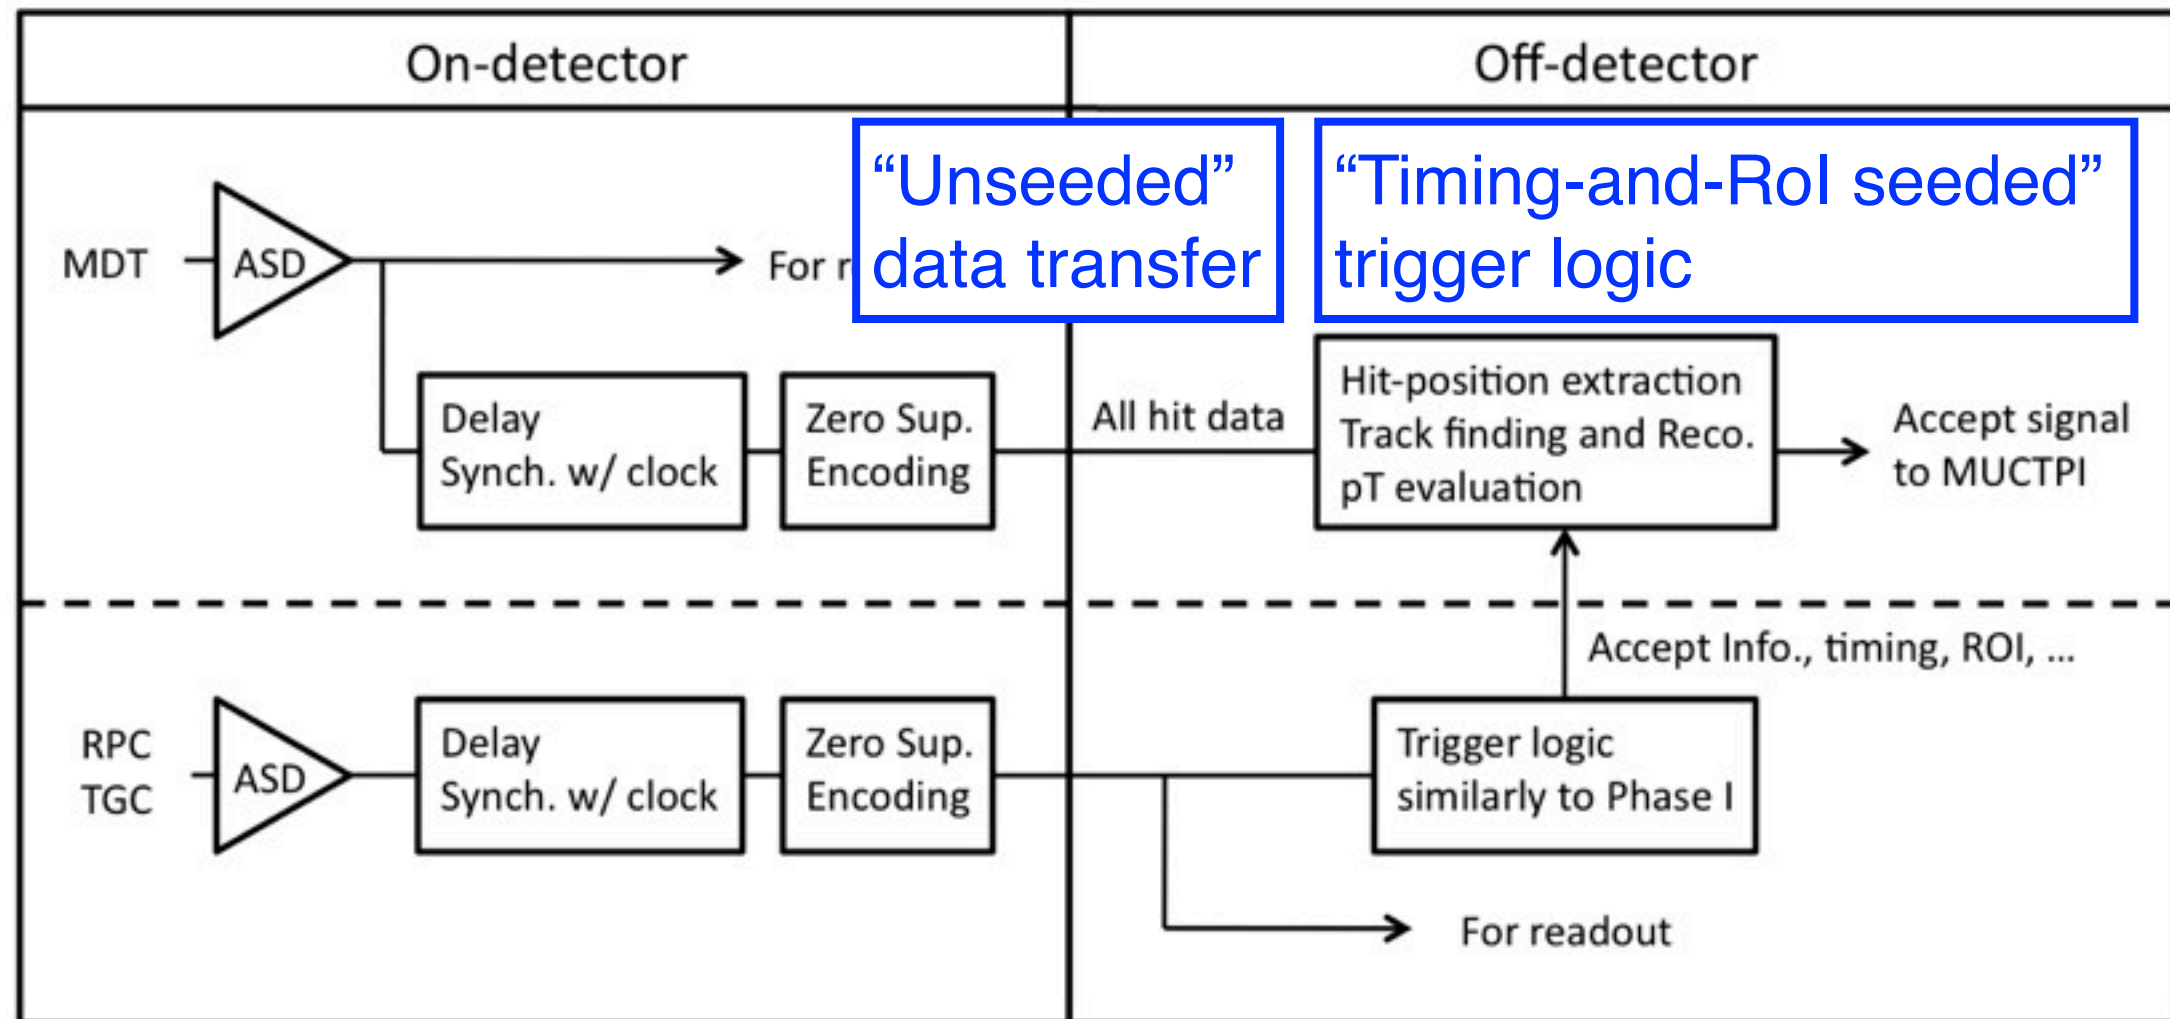 On-detector
Off-detector
“Unseeded”
data transfer
“Timing-and-RoI seeded”
trigger logic
MDT
ASD
For
Delay
Synch. w/ clock
Zero Sup.
Encoding
All hit data
Hit-position extraction
Track finding and Reco.
pT evaluation
Accept signal
to MUCTPI
Accept Info., timing, ROI, ...
RPC
TGC
ASD
Delay
Synch. w/ clock
Zero Sup.
Encoding
Trigger logic
similarly to Phase I
For readout